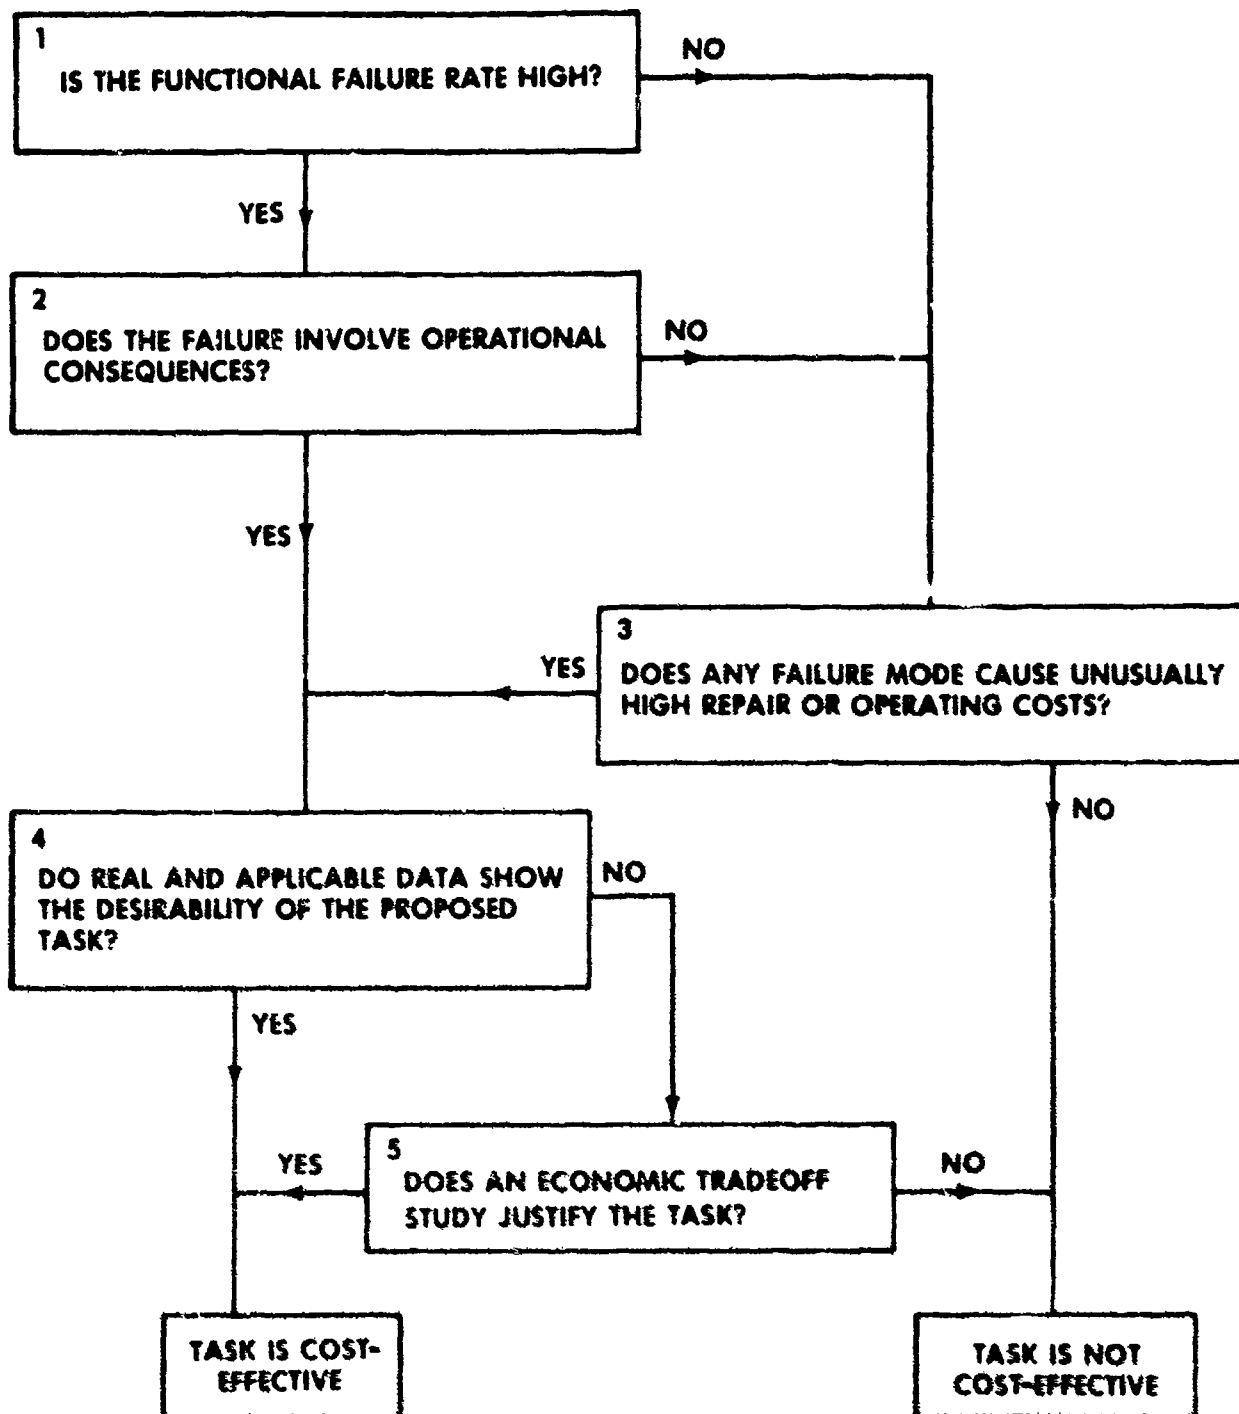 1
IS THE FUNCTIONAL FAILURE RATE HIGH?
NO
YES
2
DOES THE FAILURE INVOLVE OPERATIONAL
CONSEQUENCES?
NO
YES
3
DOES ANY FAILURE MODE CAUSE UNUSUALLY
HIGH REPAIR OR OPERATING COSTS?
YES
NO
4
DO REAL AND APPLICABLE DATA SHOW
THE DESIRABILITY OF THE PROPOSED
TASK?
NO
YES
5
DOES AN ECONOMIC TRADEOFF
STUDY JUSTIFY THE TASK?
YES
NO
TASK IS COST-
EFFECTIVE
TASK IS NOT
COST-EFFECTIVE